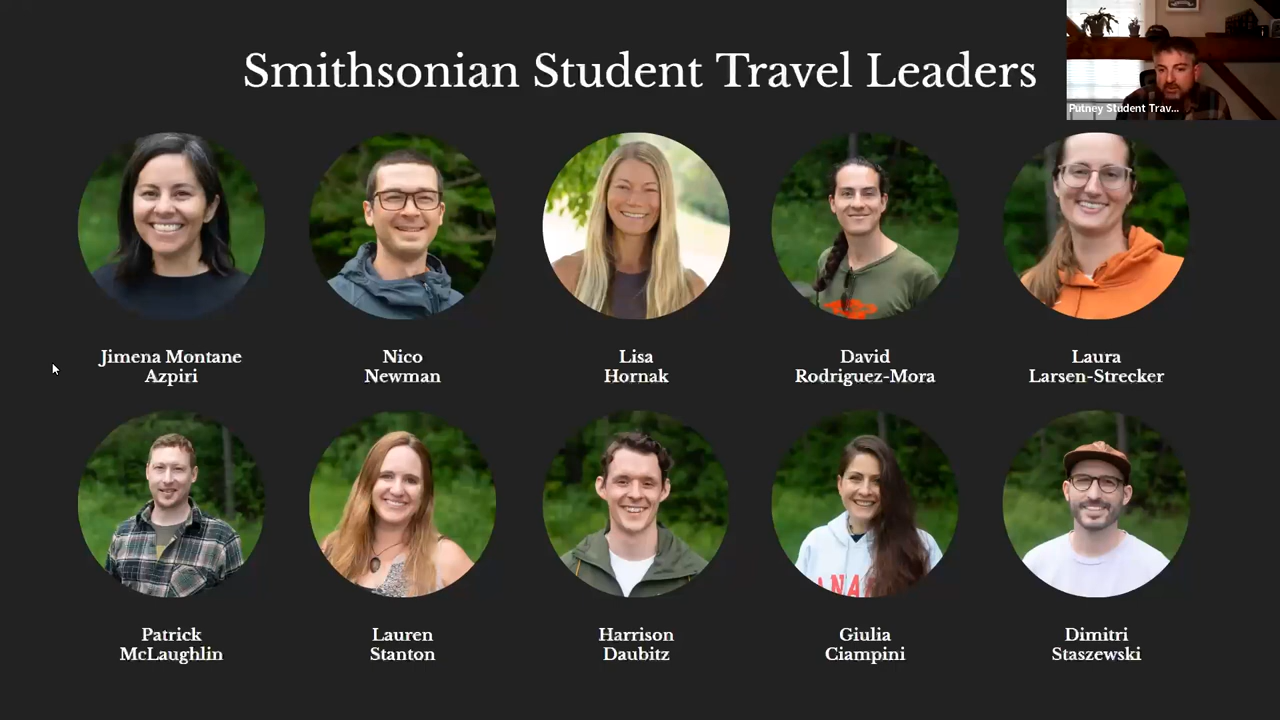 Smithsonian Student Travel Leaders
Putney Student Trav...
Jimena Montane
Azpiri
Nico
Newman
Lisa
Hornak
David
Rodriguez-Mora
Laura
Larsen-Strecker
Patrick
McLaughlin
Lauren
Stanton
Harrison
Daubitz
Giulia
Ciampini
Dimitri
Staszewski